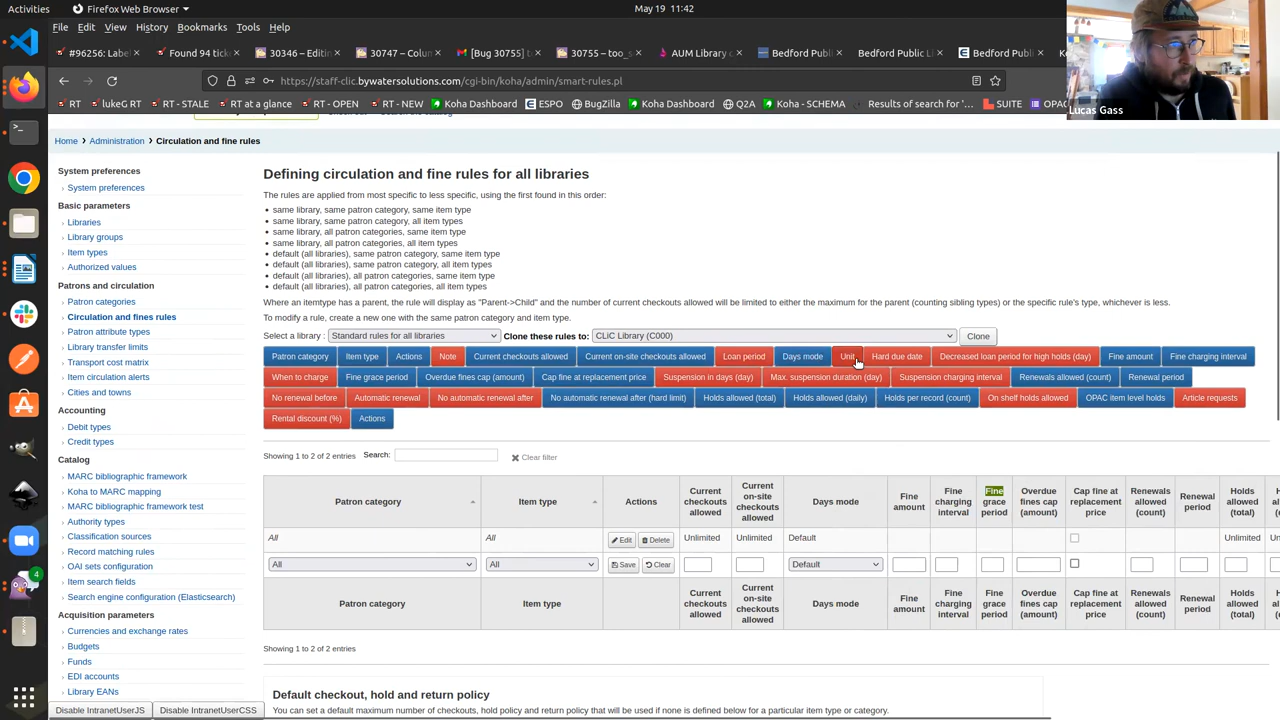 Activities
Firefox Web Browser
May 19 11:42
File Edit View History Bookmarks Tools Help
#96256: Label
Found 94 tick
30346 – Editin
30747 - Colum
[Bug 30755] t
30755 – too_s
AUM Library c
Bedford Publi
Bedford Public Li
Bedford Publ
https://staff-clic.bywatersolutions.com/cgi-bin/koha/admin/smart-rules.pl
RT lukeG RT RT - STALE RT at a glance RT - OPEN RT - NEW Koha Dashboard ESPO BugZilla Koha Dashboard Q2A Koha - SCHEMA Results of search for '... SUITE OPAC
Lucas Gass
Home Administration Circulation and fine rules
System preferences
System preferences
Basic parameters
Libraries
Library groups
Item types
Authorized values
Patrons and circulation
Patron categories
Circulation and fines rules
Patron attribute types
Library transfer limits
Transport cost matrix
Item circulation alerts
Cities and towns
Accounting
Debit types
Credit types
Catalog
MARC bibliographic framework
Koha to MARC mapping
MARC bibliographic framework test
Authority types
Classification sources
Record matching rules
OAI sets configuration
Item search fields
Search engine configuration (Elasticsearch)
Acquisition parameters
Currencies and exchange rates
Budgets
Funds
EDI accounts
Library EANs
Disable IntranetUserJS Disable IntranetUserCSS
4
Defining circulation and fine rules for all libraries
The rules are applied from most specific to less specific, using the first found in this order:
same library, same patron category, same item type
same library, same patron category, all item types
same library, all patron categories, same item type
same library, all patron categories, all item types
default (all libraries), same patron category, same item type
default (all libraries), same patron category, all item types
default (all libraries), all patron categories, same item type
default (all libraries), all patron categories, all item types
Where an itemtype has a parent, the rule will display as "Parent->Child" and the number of current checkouts allowed will be limited to either the maximum for the parent (counting sibling types) or the specific rule's type, whichever is less.
To modify a rule, create a new one with the same patron category and item type.
Select a library : Standard rules for all libraries Clone these rules to: CLiC Library (C000) Clone
Patron category Item type Actions Note Current checkouts allowed Current on-site checkouts allowed Loan period Days mode Unit Hard due date Decreased loan period for high holds (day) Fine amount Fine charging interval
When to charge Fine grace period Overdue fines cap (amount) Cap fine at replacement price Suspension in days (day) Max. suspension duration (day) Suspension charging interval Renewals allowed (count) Renewal period
No renewal before Automatic renewal No automatic renewal after No automatic renewal after (hard limit) Holds allowed (total) Holds allowed (daily) Holds per record (count) On shelf holds allowed OPAC item level holds Article requests
Rental discount (%) Actions
Showing 1 to 2 of 2 entries Search: Clear filter
Patron category Item type Actions Current checkouts allowed Current on-site checkouts allowed Days mode Fine amount Fine charging interval Fine grace period Overdue fines cap (amount) Cap fine at replacement price Renewals allowed (count) Renewal period Holds allowed (total)
All All Edit Delete Unlimited Unlimited Default Unlimited
All All Save Clear Default
Patron category Item type Current checkouts allowed Current on-site checkouts allowed Days mode Fine amount Fine charging interval Fine grace period Overdue fines cap (amount) Cap fine at replacement price Renewals allowed (count) Renewal period Holds allowed (total)
Showing 1 to 2 of 2 entries
Default checkout, hold and return policy
You can set a default maximum number of checkouts, hold policy and return policy that will be used if none is defined below for a particular item type or category.